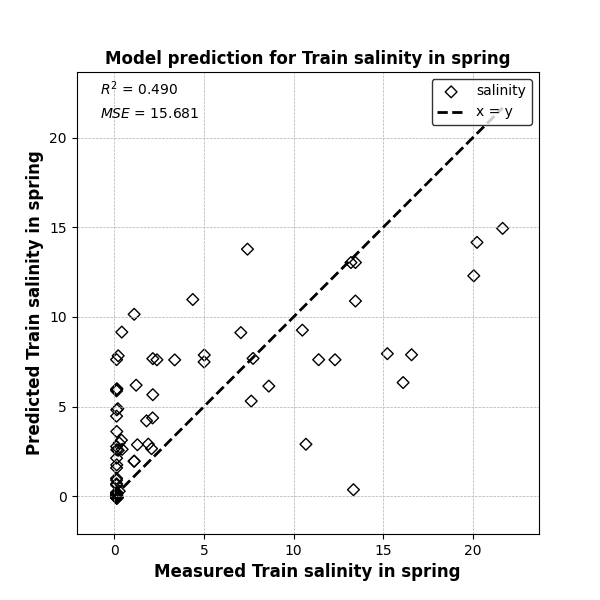 Model prediction for Train salinity in spring
R² = 0.490
MSE = 15.681
salinity
x = y
20
15
10
5
0
0 5 10 15 20
Predicted Train salinity in spring
Measured Train salinity in spring